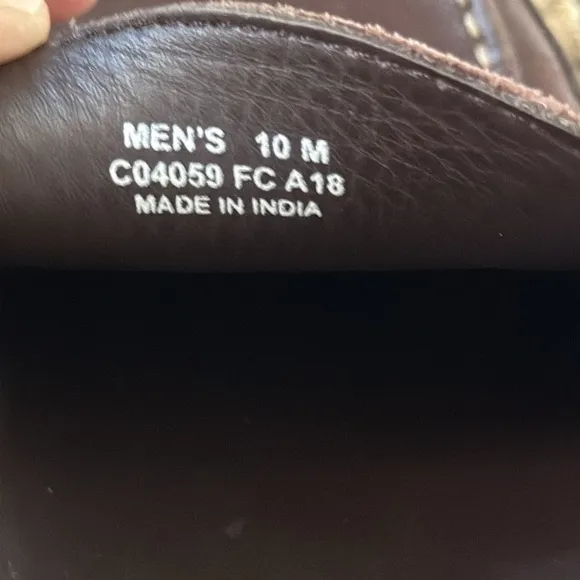 MEN'S 10 M
C04059 FC A18
MADE IN INDIA